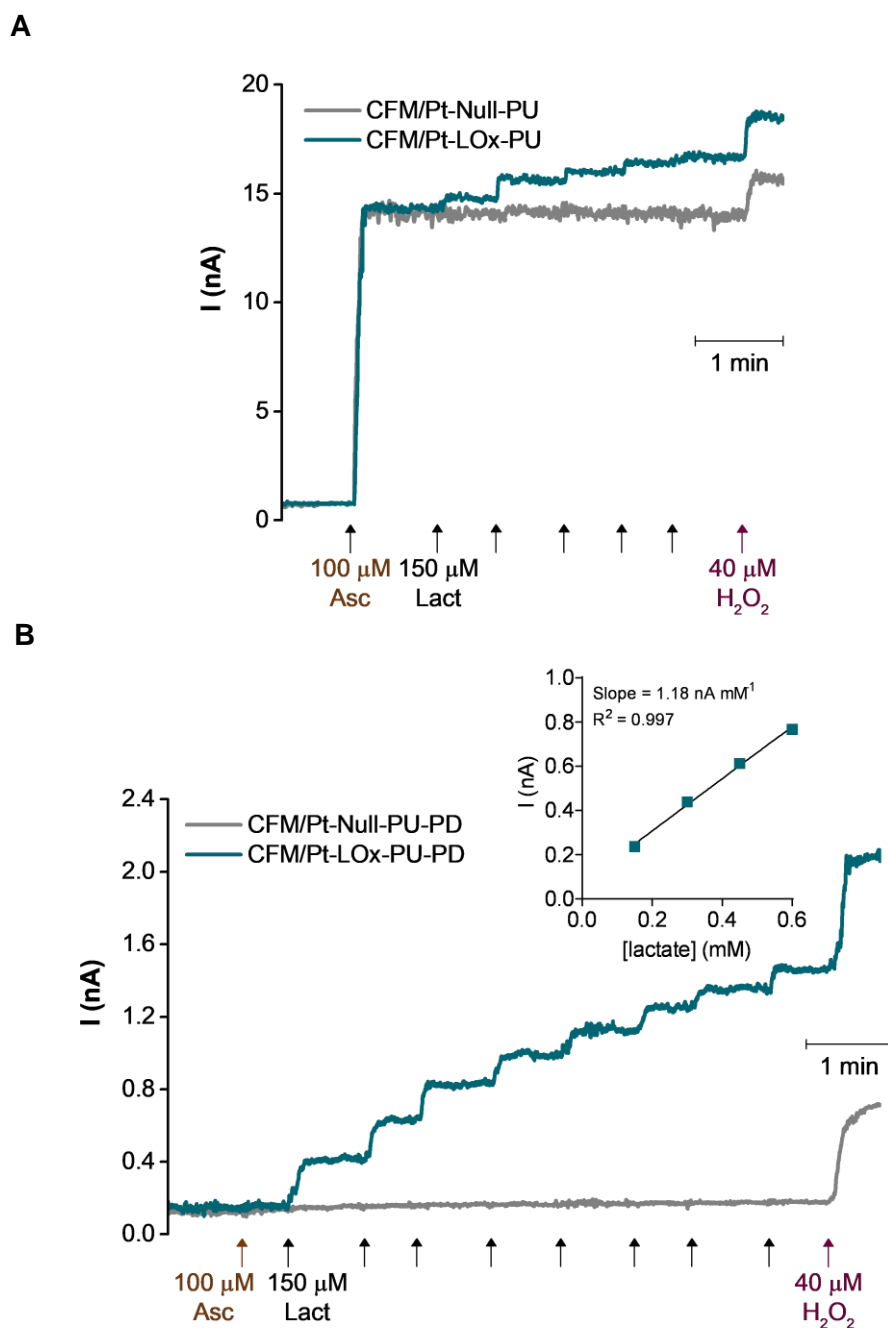 A
20
15
10
5
0
I (nA)
CFM/Pt-Null-PU
CFM/Pt-LOx-PU
1 min
100 μM
Asc
150 μM
Lact
40 μM
H₂O₂
B
2.4
2.0
1.6
1.2
0.8
0.4
0.0
I (nA)
CFM/Pt-Null-PU-PD
CFM/Pt-LOx-PU-PD
1.0
0.8
0.6
0.4
0.2
0.0
I (nA)
Slope = 1.18 nA mM⁻¹
R² = 0.997
0.0 0.2 0.4 0.6
[lactate] (mM)
1 min
100 μM
Asc
150 μM
Lact
40 μM
H₂O₂